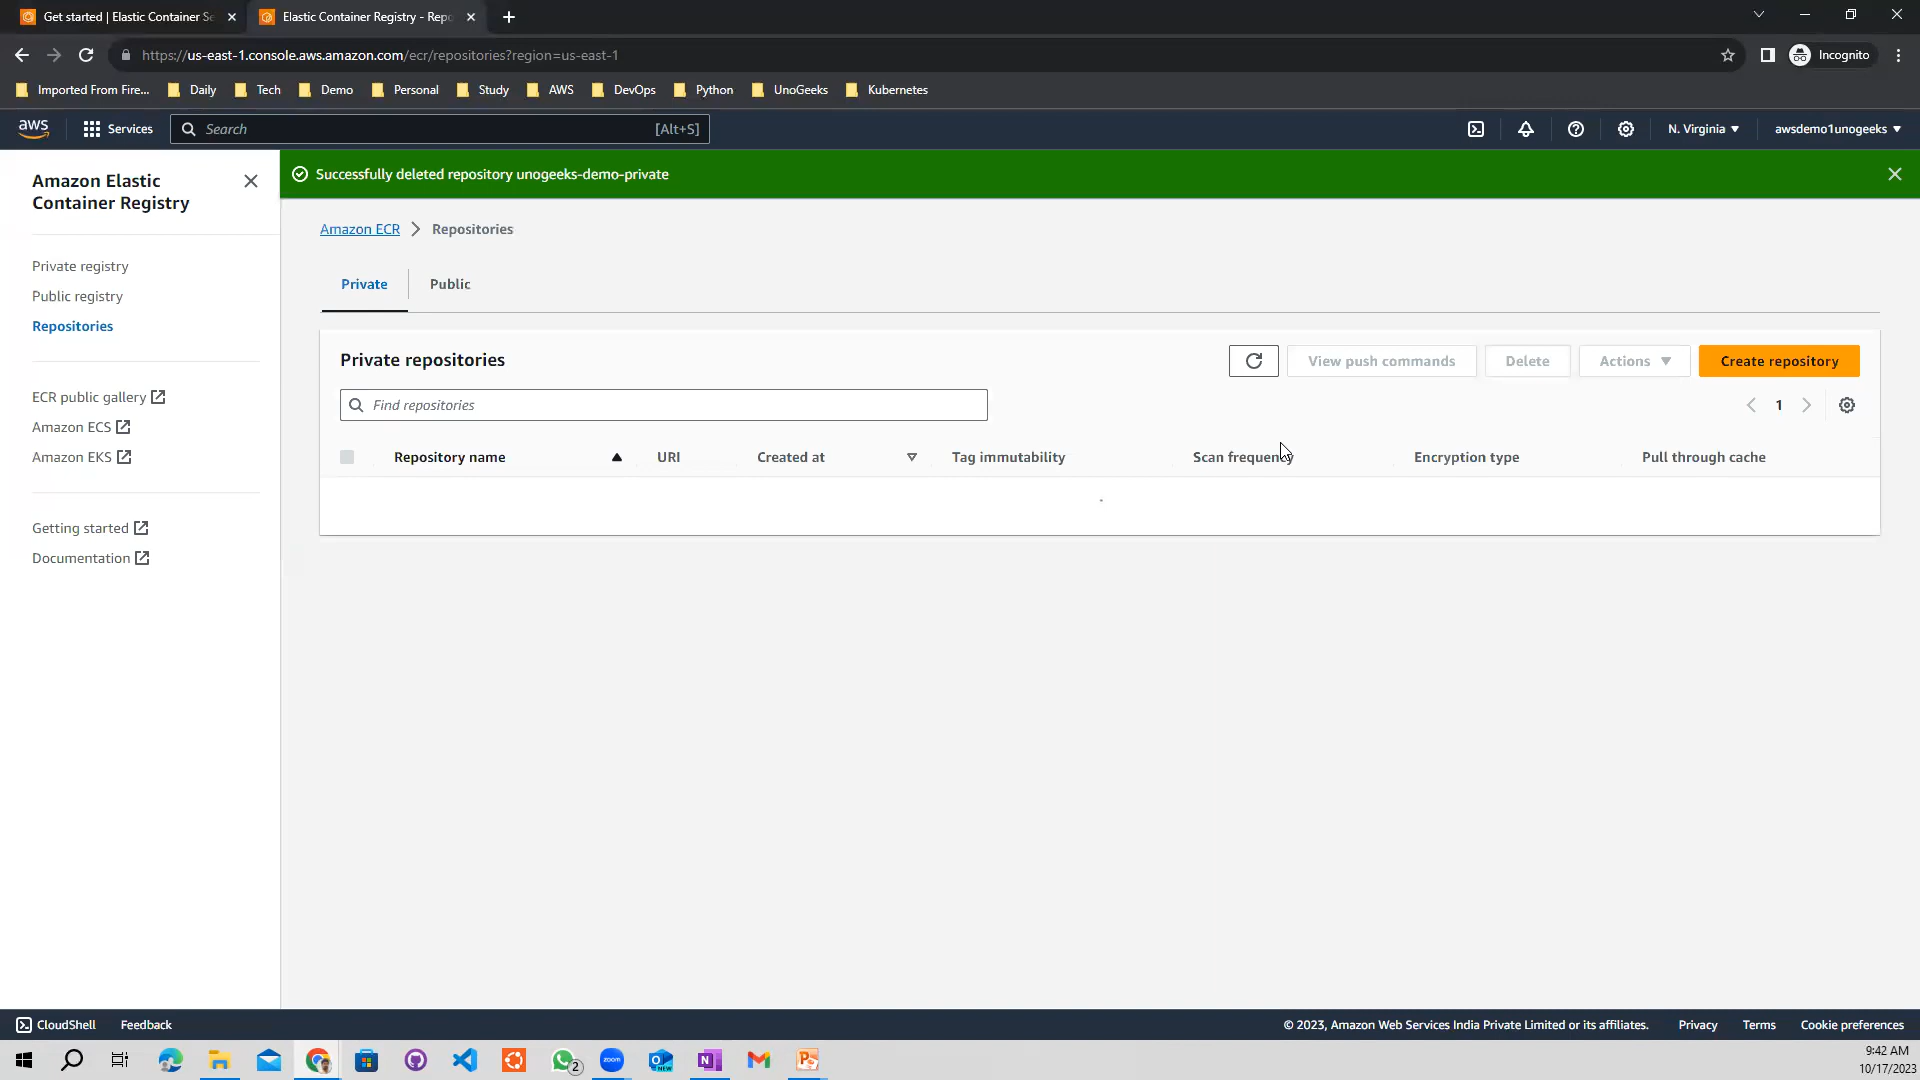 Get started | Elastic Container Se
Elastic Container Registry - Repo
https://us-east-1.console.aws.amazon.com/ecr/repositories?region=us-east-1
Incognito
Imported From Fire...
Daily
Tech
Demo
Personal
Study
AWS
DevOps
Python
UnoGeeks
Kubernetes
aws
Services
Search
[Alt+S]
N. Virginia
awsdemo1unogeeks
Amazon Elastic
Container Registry
Private registry
Public registry
Repositories
ECR public gallery
Amazon ECS
Amazon EKS
Getting started
Documentation
Successfully deleted repository unogeeks-demo-private
Amazon ECR
Repositories
Private
Public
Private repositories
View push commands
Delete
Actions
Create repository
Find repositories
1
Repository name
URI
Created at
Tag immutability
Scan frequency
Encryption type
Pull through cache
CloudShell
Feedback
© 2023, Amazon Web Services India Private Limited or its affiliates.
Privacy
Terms
Cookie preferences
2
zoom
NEW
9:42 AM
10/17/2023